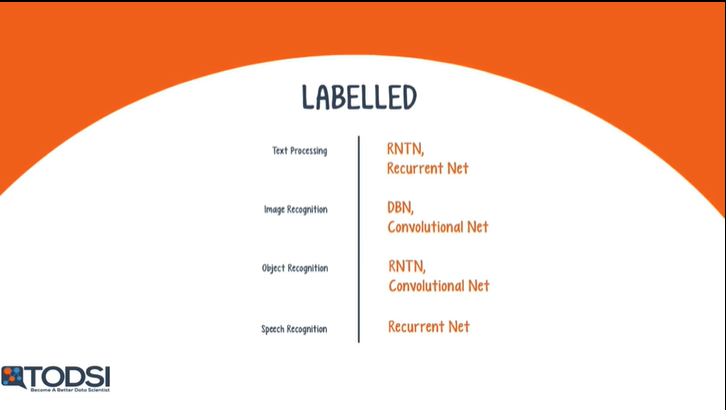 LABELLED
Text Processing
RNTN,
Recurrent Net
Image Recognition
DBN,
Convolutional Net
Object Recognition
RNTN,
Convolutional Net
Speech Recognition
Recurrent Net
TODSI
Become A Better Data Scientist